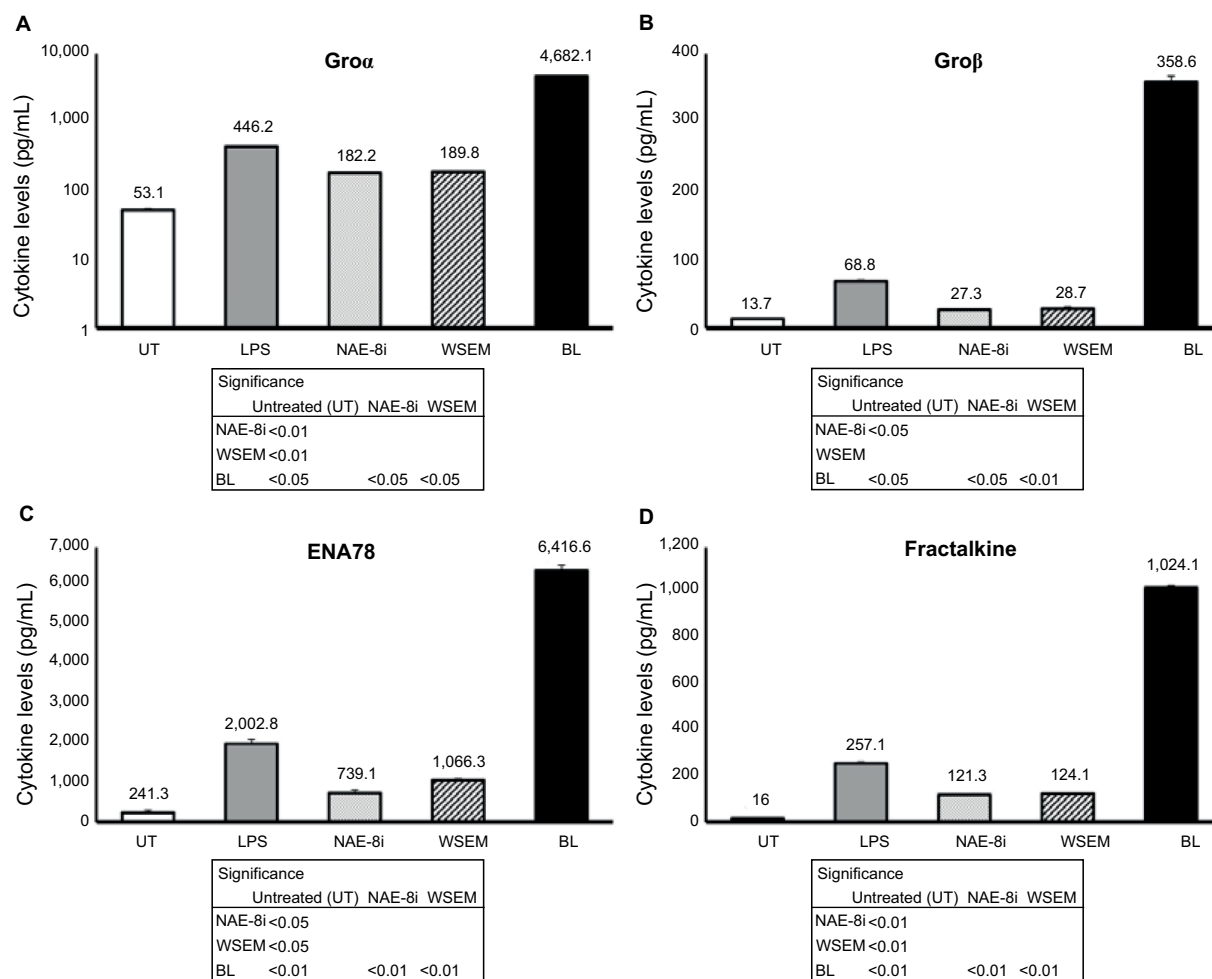 A
Groα
Cytokine levels (pg/mL)
10,000
1,000
100
10
1
53.1
446.2
182.2
189.8
4,682.1
UT LPS NAE-8i WSEM BL
Significance
Untreated (UT) NAE-8i WSEM
NAE-8i <0.01
WSEM <0.01
BL <0.05 <0.05 <0.05
B
Groβ
Cytokine levels (pg/mL)
400
300
200
100
0
13.7
68.8
27.3
28.7
358.6
UT LPS NAE-8i WSEM BL
Significance
Untreated (UT) NAE-8i WSEM
NAE-8i <0.05
WSEM
BL <0.05 <0.05 <0.01
C
ENA78
Cytokine levels (pg/mL)
7,000
6,000
5,000
4,000
3,000
2,000
1,000
0
241.3
2,002.8
739.1
1,066.3
6,416.6
UT LPS NAE-8i WSEM BL
Significance
Untreated (UT) NAE-8i WSEM
NAE-8i <0.05
WSEM <0.05
BL <0.01 <0.01 <0.01
D
Fractalkine
Cytokine levels (pg/mL)
1,200
1,000
800
600
400
200
0
16
257.1
121.3
124.1
1,024.1
UT LPS NAE-8i WSEM BL
Significance
Untreated (UT) NAE-8i WSEM
NAE-8i <0.01
WSEM <0.01
BL <0.01 <0.01 <0.01